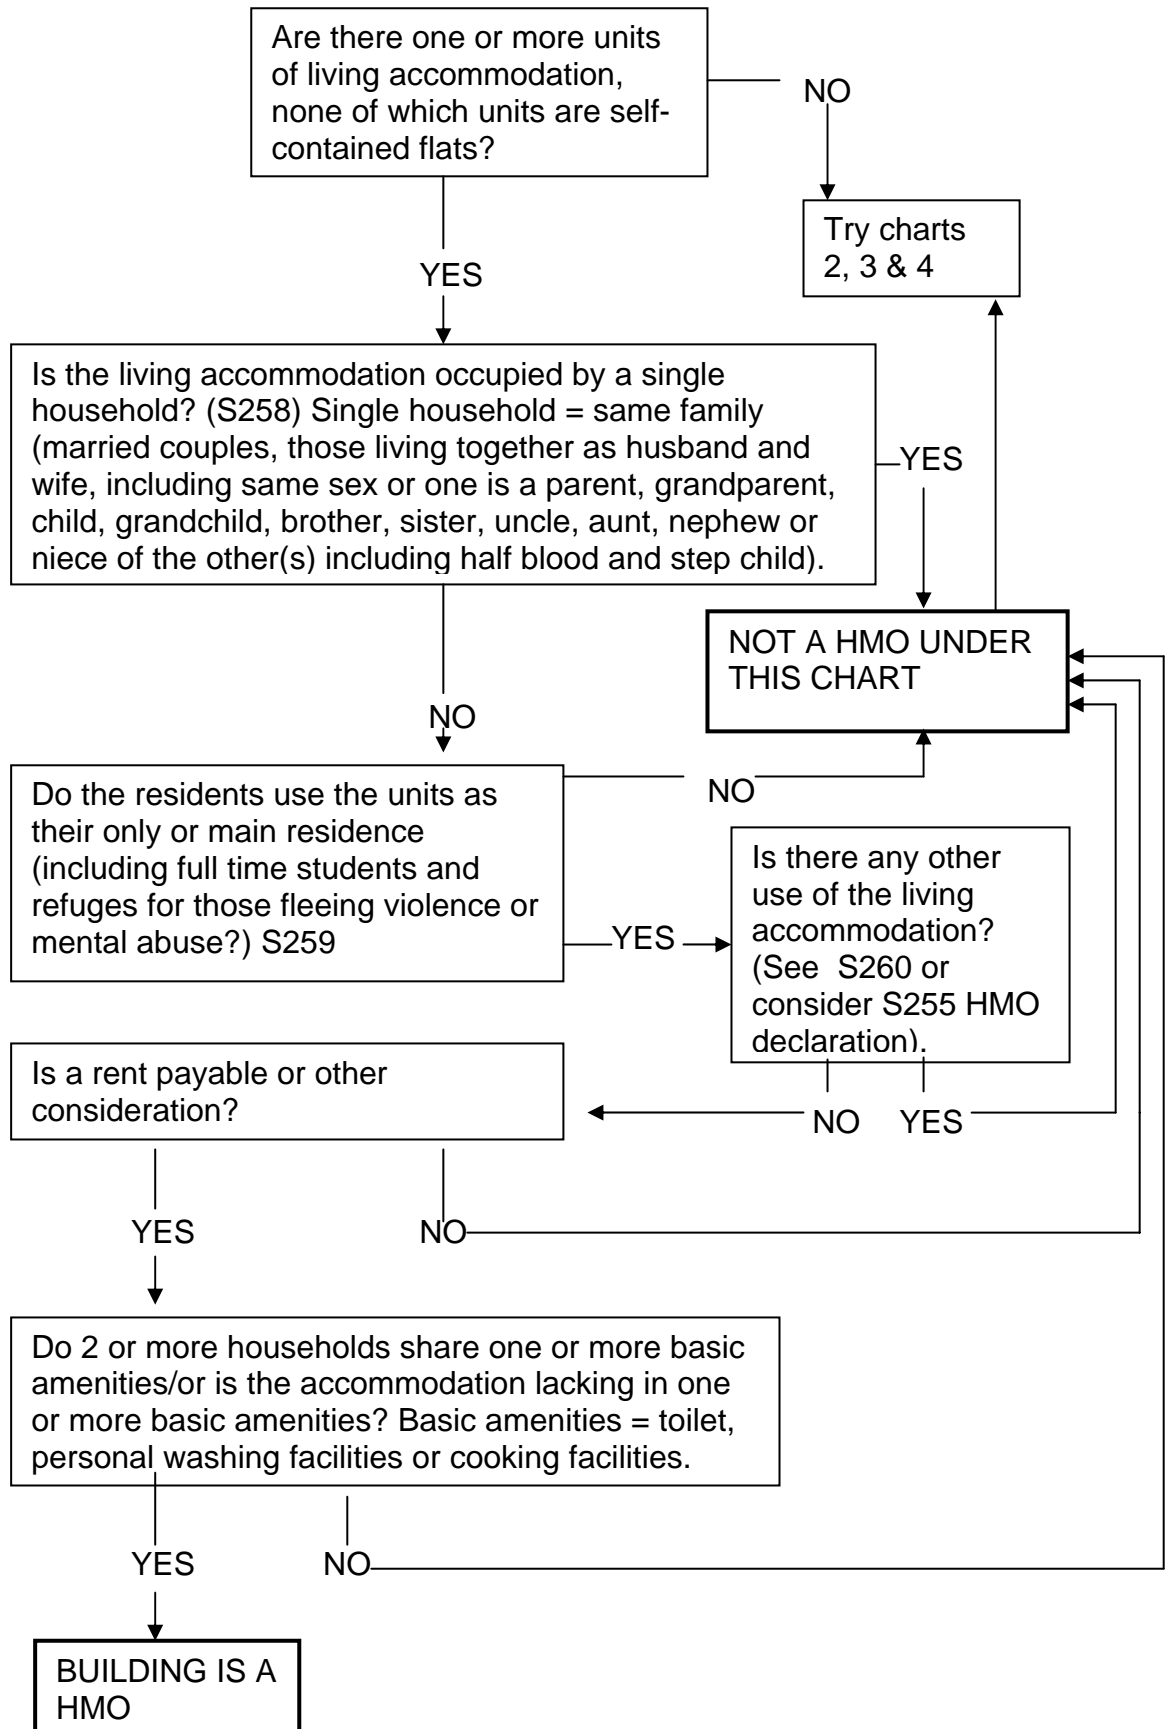 Are there one or more units
of living accommodation,
none of which units are self-
contained flats?
NO
Try charts
2, 3 & 4
YES
Is the living accommodation occupied by a single
household? (S258) Single household = same family
(married couples, those living together as husband and
wife, including same sex or one is a parent, grandparent,
child, grandchild, brother, sister, uncle, aunt, nephew or
niece of the other(s) including half blood and step child).
YES
NOT A HMO UNDER
THIS CHART
NO
Do the residents use the units as
their only or main residence
(including full time students and
refuges for those fleeing violence or
mental abuse?) S259
NO
YES
Is there any other
use of the living
accommodation?
(See S260 or
consider S255 HMO
declaration).
NO
YES
Is a rent payable or other
consideration?
YES
NO
Do 2 or more households share one or more basic
amenities/or is the accommodation lacking in one
or more basic amenities? Basic amenities = toilet,
personal washing facilities or cooking facilities.
YES
NO
BUILDING IS A
HMO